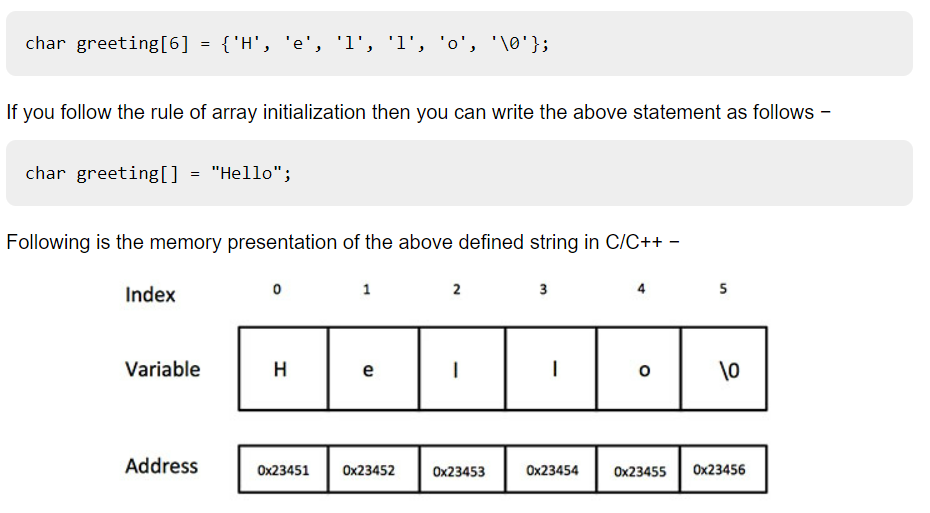 char greeting[6] = {'H', 'e', 'l', 'l', 'o', '\0'};
If you follow the rule of array initialization then you can write the above statement as follows −
char greeting[] = "Hello";
Following is the memory presentation of the above defined string in C/C++ −
Index 0 1 2 3 4 5
Variable H e l l o \0
Address 0x23451 0x23452 0x23453 0x23454 0x23455 0x23456